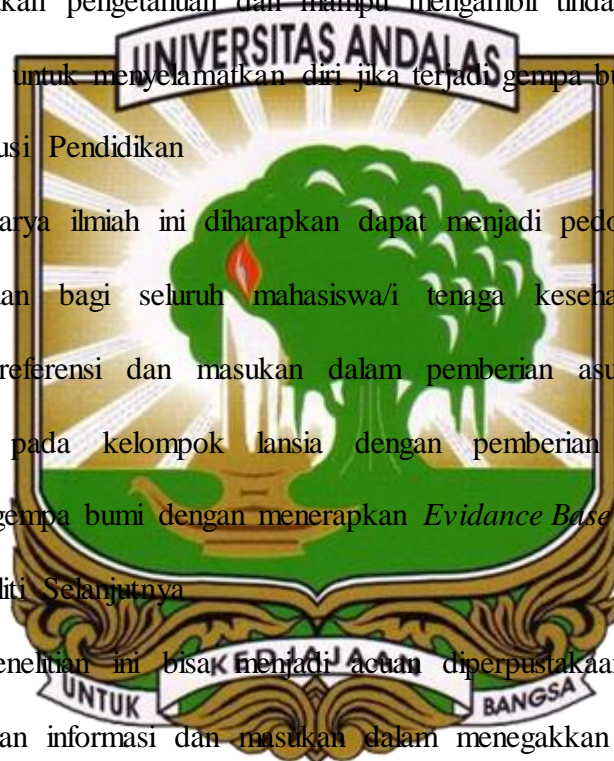 kan pengetahuan dan mampu mengambil tinda
UNIVERSITAS ANDALAS
untuk menyelamatkan diri jika terjadi gempa bu
usi Pendidikan
arya ilmiah ini diharapkan dapat menjadi pedo
an bagi seluruh mahasiswa/i tenaga keseha
referensi dan masukan dalam pemberian asu
pada kelompok lansia dengan pemberian
gempa bumi dengan menerapkan Evidance Base
liti Selanjutnya
enelitian ini bisa menjadi acuan diperpustakaan
KEDJAJAAN
UNTUK BANGSA
an informasi dan masukan dalam menegakkan